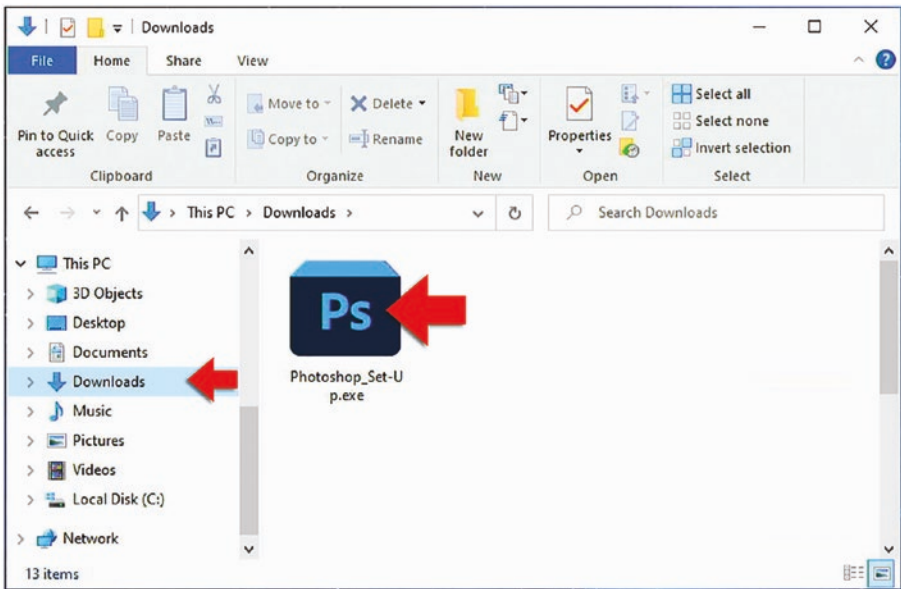 Downloads
File Home Share View
Pin to Quick access
Copy
Paste
Clipboard
Move to
Copy to
Delete
Rename
Organize
New folder
New
Properties
Open
Select all
Select none
Invert selection
Select
This PC > Downloads >
Search Downloads
This PC
3D Objects
Desktop
Documents
Downloads
Music
Pictures
Videos
Local Disk (C:)
Network
Ps
Photoshop_Set-U
p.exe
13 items